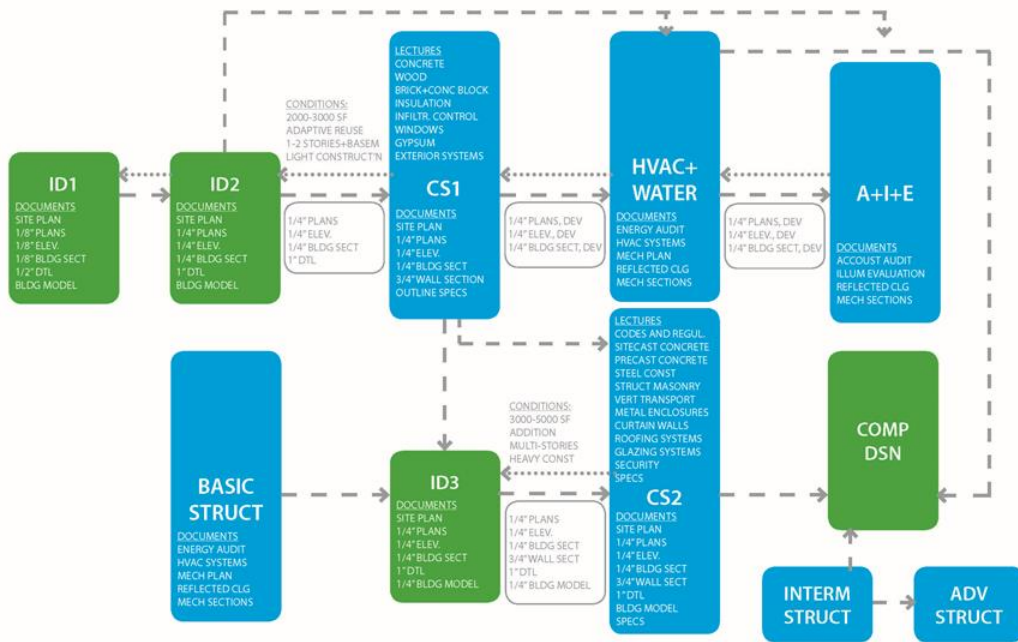 ID1
DOCUMENTS
SITE PLAN
1/8" PLANS
1/8" ELEV.
1/8" BLDG SECT
1/2" DTL
BLDG MODEL
ID2
DOCUMENTS
SITE PLAN
1/4" PLANS
1/4" ELEV.
1/4" BLDG SECT
1" DTL
BLDG MODEL
CONDITIONS:
2000-3000 SF
ADAPTIVE REUSE
1-2 STORIES+BASEM
LIGHT CONSTRUCT'N
1/4" PLANS
1/4" ELEV.
1/4" BLDG SECT
1" DTL
LECTURES
CONCRETE
WOOD
BRICK+CONC BLOCK
INSULATION
INFILTR. CONTROL
WINDOWS
GYPSUM
EXTERIOR SYSTEMS
CS1
DOCUMENTS
SITE PLAN
1/4" PLANS
1/4" ELEV.
1/4" BLDG SECT
3/4" WALL SECTION
OUTLINE SPECS
1/4" PLANS, DEV
1/4" ELEV., DEV
1/4" BLDG SECT, DEV
HVAC+
WATER
DOCUMENTS
ENERGY AUDIT
HVAC SYSTEMS
MECH PLAN
REFLECTED CLG
MECH SECTIONS
1/4" PLANS, DEV
1/4" ELEV., DEV
1/4" BLDG SECT, DEV
A+I+E
DOCUMENTS
ACCOUST AUDIT
ILLUM EVALUATION
REFLECTED CLG
MECH SECTIONS
BASIC
STRUCT
DOCUMENTS
ENERGY AUDIT
HVAC SYSTEMS
MECH PLAN
REFLECTED CLG
MECH SECTIONS
ID3
DOCUMENTS
SITE PLAN
1/4" PLANS
1/4" ELEV.
1/4" BLDG SECT
1" DTL
1/4" BLDG MODEL
CONDITIONS:
3000-5000 SF
ADDITION
MULTI-STORIES
HEAVY CONST
1/4" PLANS
1/4" ELEV.
1/4" BLDG SECT
3/4" WALL SECT
1" DTL
1/4" BLDG MODEL
LECTURES
CODES AND REGUL.
SITECAST CONCRETE
PRECAST CONCRETE
STEEL CONST
STRUCT MASONRY
VERT TRANSPORT
METAL ENCLOSURES
CURTAIN WALLS
ROOFING SYSTEMS
GLAZING SYSTEMS
SECURITY
SPECS
CS2
DOCUMENTS
SITE PLAN
1/4" PLANS
1/4" ELEV.
1/4" BLDG SECT
3/4" WALL SECT
1" DTL
BLDG MODEL
SPECS
COMP
DSN
INTERM
STRUCT
ADV
STRUCT